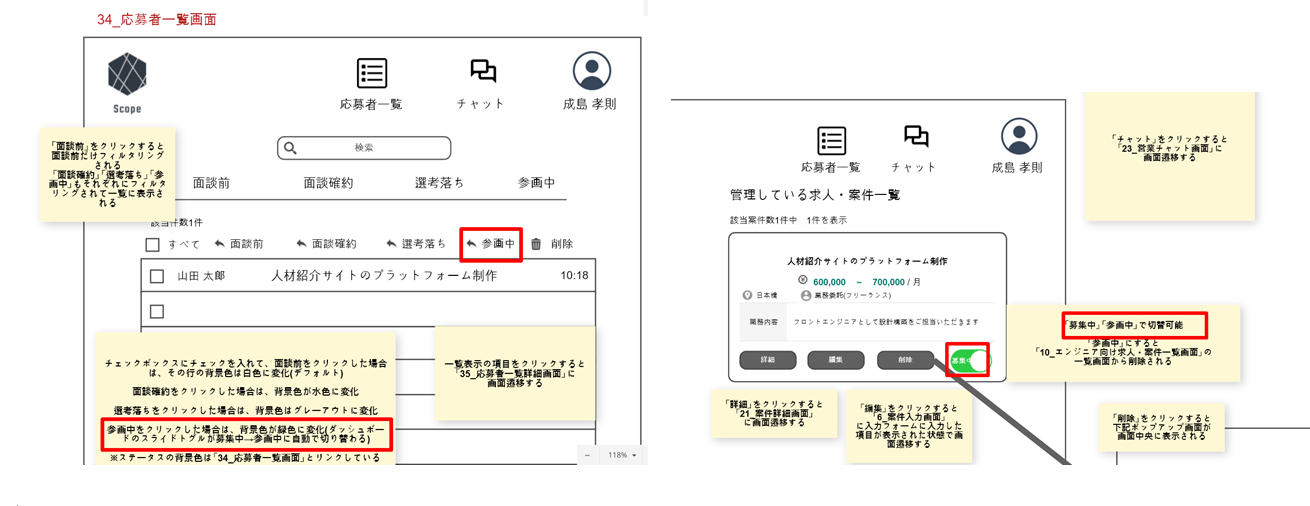 34_応募者一覧画面
Scope
応募者一覧
チャット
成島 孝則
「面談前」をクリックすると
面談前だけフィルタリング
される
「面談確約」「選考落ち」「参
画中」もそれぞれにフィルタ
リングされて一覧に表示さ
れる
検索
面談前
面談確約
選考落ち
参画中
該当件数1件
すべて
面談前
面談確約
選考落ち
参画中
削除
山田 太郎
人材紹介サイトのプラットフォーム制作
10:18
チェックボックスにチェックを入れて、面談前をクリックした場合
は、その行の背景色は白色に変化(デフォルト)
面談確約をクリックした場合は、背景色が水色に変化
選考落ちをクリックした場合は、背景色はグレーアウトに変化
参画中をクリックした場合は、背景色が緑色に変化(ダッシュボー
ドのスライドトグルが募集中→参画中に自動で切り替わる)
※ステータスの背景色は「34_応募者一覧画面」とリンクしている
一覧表示の項目をクリックすると
「35_応募者一覧詳細画面」に
画面遷移する
118%
応募者一覧
チャット
成島 孝則
「チャット」をクリックすると
「23_営業チャット画面」に
画面遷移する
管理している求人・案件一覧
該当案件数1件中 1件を表示
人材紹介サイトのプラットフォーム制作
600,000 ~ 700,000 / 月
日本橋
業務委託(フリーランス)
職務内容
フロントエンジニアとして設計構築をご担当いただきます
詳細
編集
削除
募集中
「募集中」「参画中」で切替可能
「参画中」にすると
「10_エンジニア向け求人・案件一覧画面」の
一覧画面から削除される
「詳細」をクリックすると
「21_案件詳細画面」
に画面遷移する
「編集」をクリックすると
「6_案件入力画面」
に入力フォームに入力した
項目が表示された状態で画
面遷移する
「削除」をクリックすると
下記ポップアップ画面が
画面中央に表示される